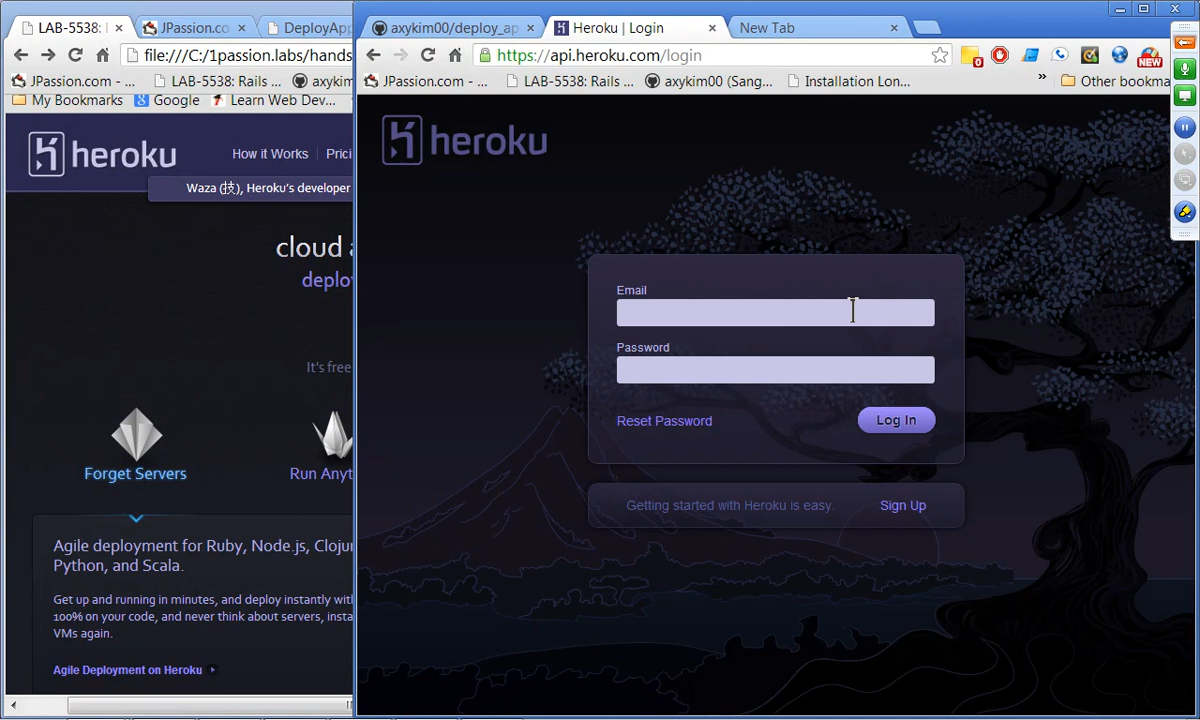 LAB-5538:
JPassion.co
DeployApp
file:///C:/1passion.labs/hands
JPassion.com - ...
LAB-5538: Rails ...
axykim
My Bookmarks
Google
Learn Web Dev...
heroku
How it Works
Prici
Waza (技), Heroku's developer
cloud a
deploy
It's free
Forget Servers
Run Anyt
Agile deployment for Ruby, Node.js, Clojur
Python, and Scala.
Get up and running in minutes, and deploy instantly with
100% on your code, and never think about servers, insta
VMs again.
Agile Deployment on Heroku
axykim00/deploy_ap
Heroku | Login
New Tab
https://api.heroku.com/login
0
NEW
JPassion.com - ...
LAB-5538: Rails ...
axykim00 (Sang...
Installation Lon...
»
Other bookma
heroku
Email
Password
Reset Password
Log In
Getting started with Heroku is easy.
Sign Up